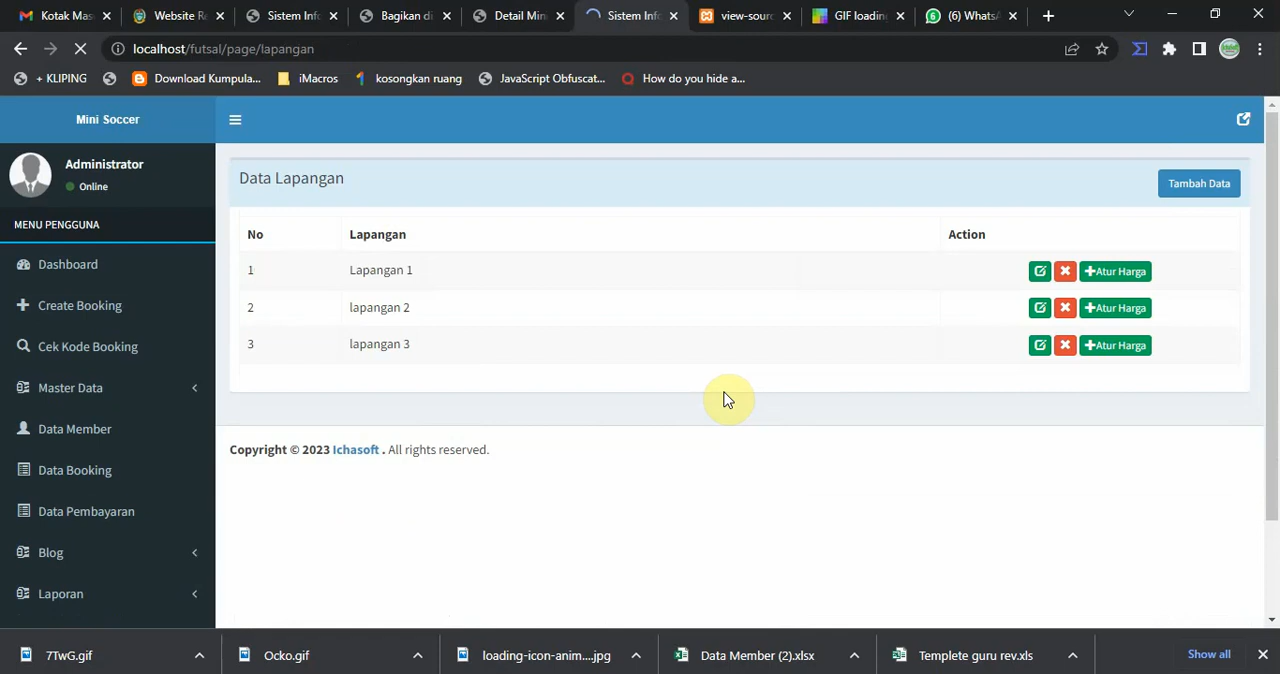 Kotak Mas
Website Re
Sistem Info
Bagikan di
Detail Min
Sistem Info
view-sourc
GIF loading
(6) WhatsA
localhost/futsal/page/lapangan
+ KLIPING
Download Kumpula...
iMacros
kosongkan ruang
JavaScript Obfuscat...
How do you hide a...
Mini Soccer
Administrator
Online
Data Lapangan
Tambah Data
MENU PENGGUNA
No Lapangan Action
1 Lapangan 1 Atur Harga
2 lapangan 2 Atur Harga
3 lapangan 3 Atur Harga
Dashboard
Create Booking
Cek Kode Booking
Master Data
Data Member
Data Booking
Data Pembayaran
Blog
Laporan
Copyright © 2023 Ichasoft . All rights reserved.
7TwG.gif
Ocko.gif
loading-icon-anim....jpg
Data Member (2).xlsx
Templete guru rev.xls
Show all